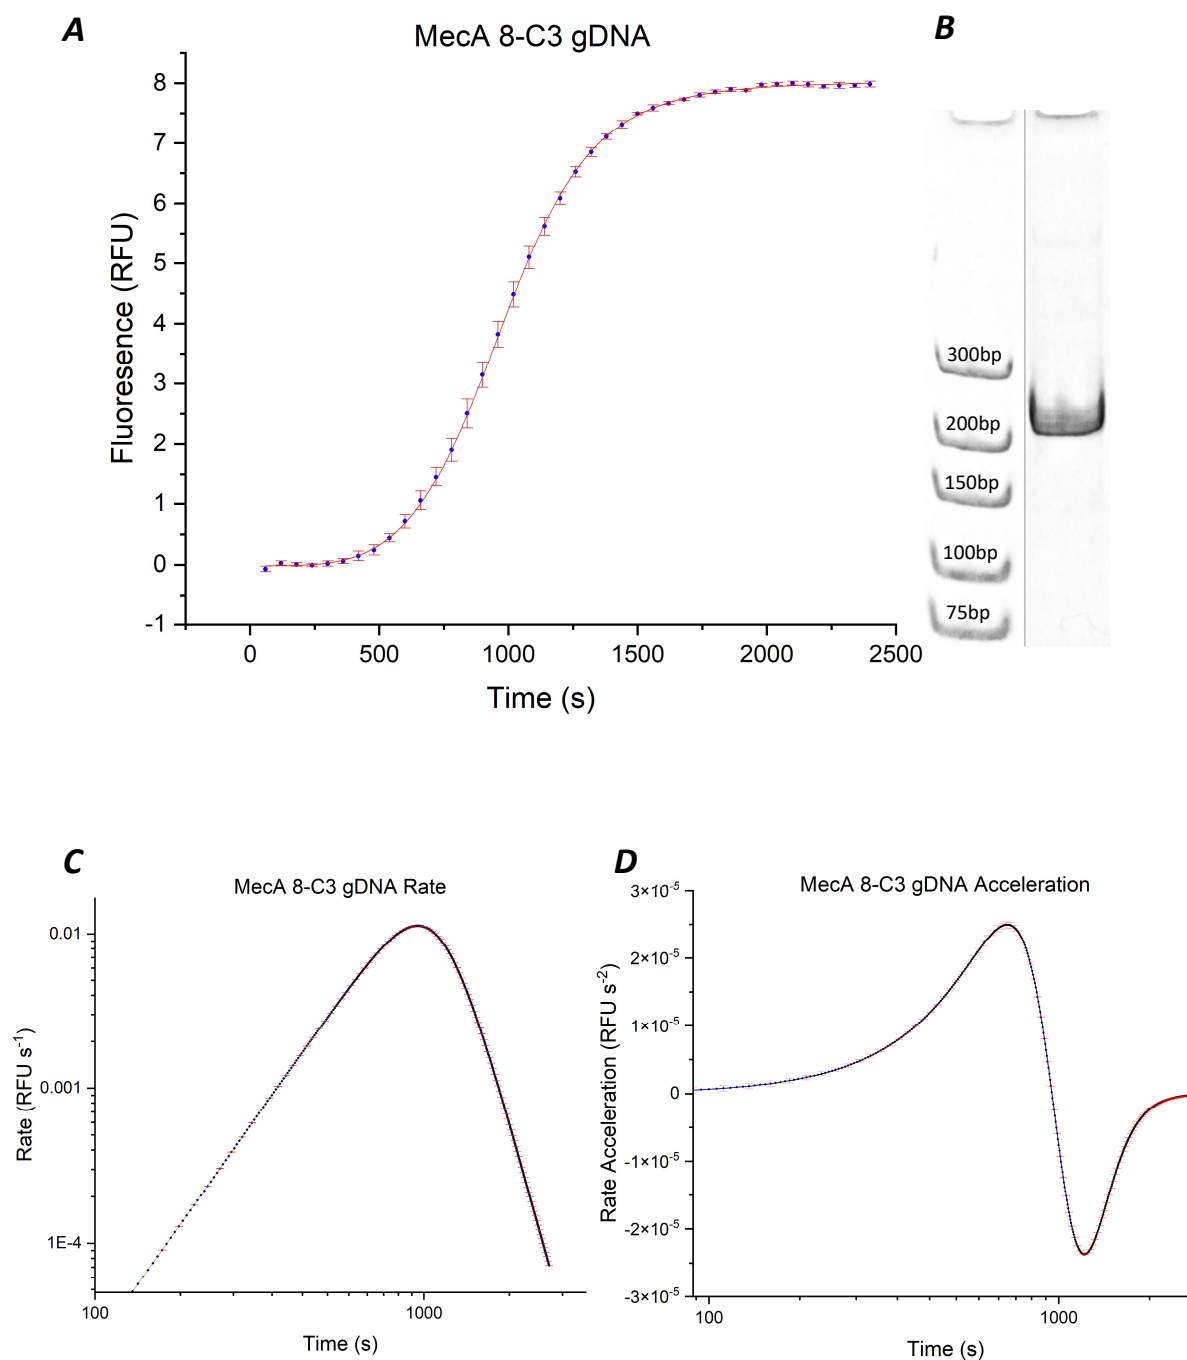 A
MecA 8-C3 gDNA
8
7
6
5
4
3
2
1
0
-1
Fluoresence (RFU)
0 500 1000 1500 2000 2500
Time (s)
B
300bp
200bp
150bp
100bp
75bp
C
MecA 8-C3 gDNA Rate
0.01
0.001
1E-4
Rate (RFU s⁻¹)
100 1000
Time (s)
D
MecA 8-C3 gDNA Acceleration
3×10⁻⁵
2×10⁻⁵
1×10⁻⁵
0
-1×10⁻⁵
-2×10⁻⁵
-3×10⁻⁵
Rate Acceleration (RFU s⁻²)
100 1000
Time (s)